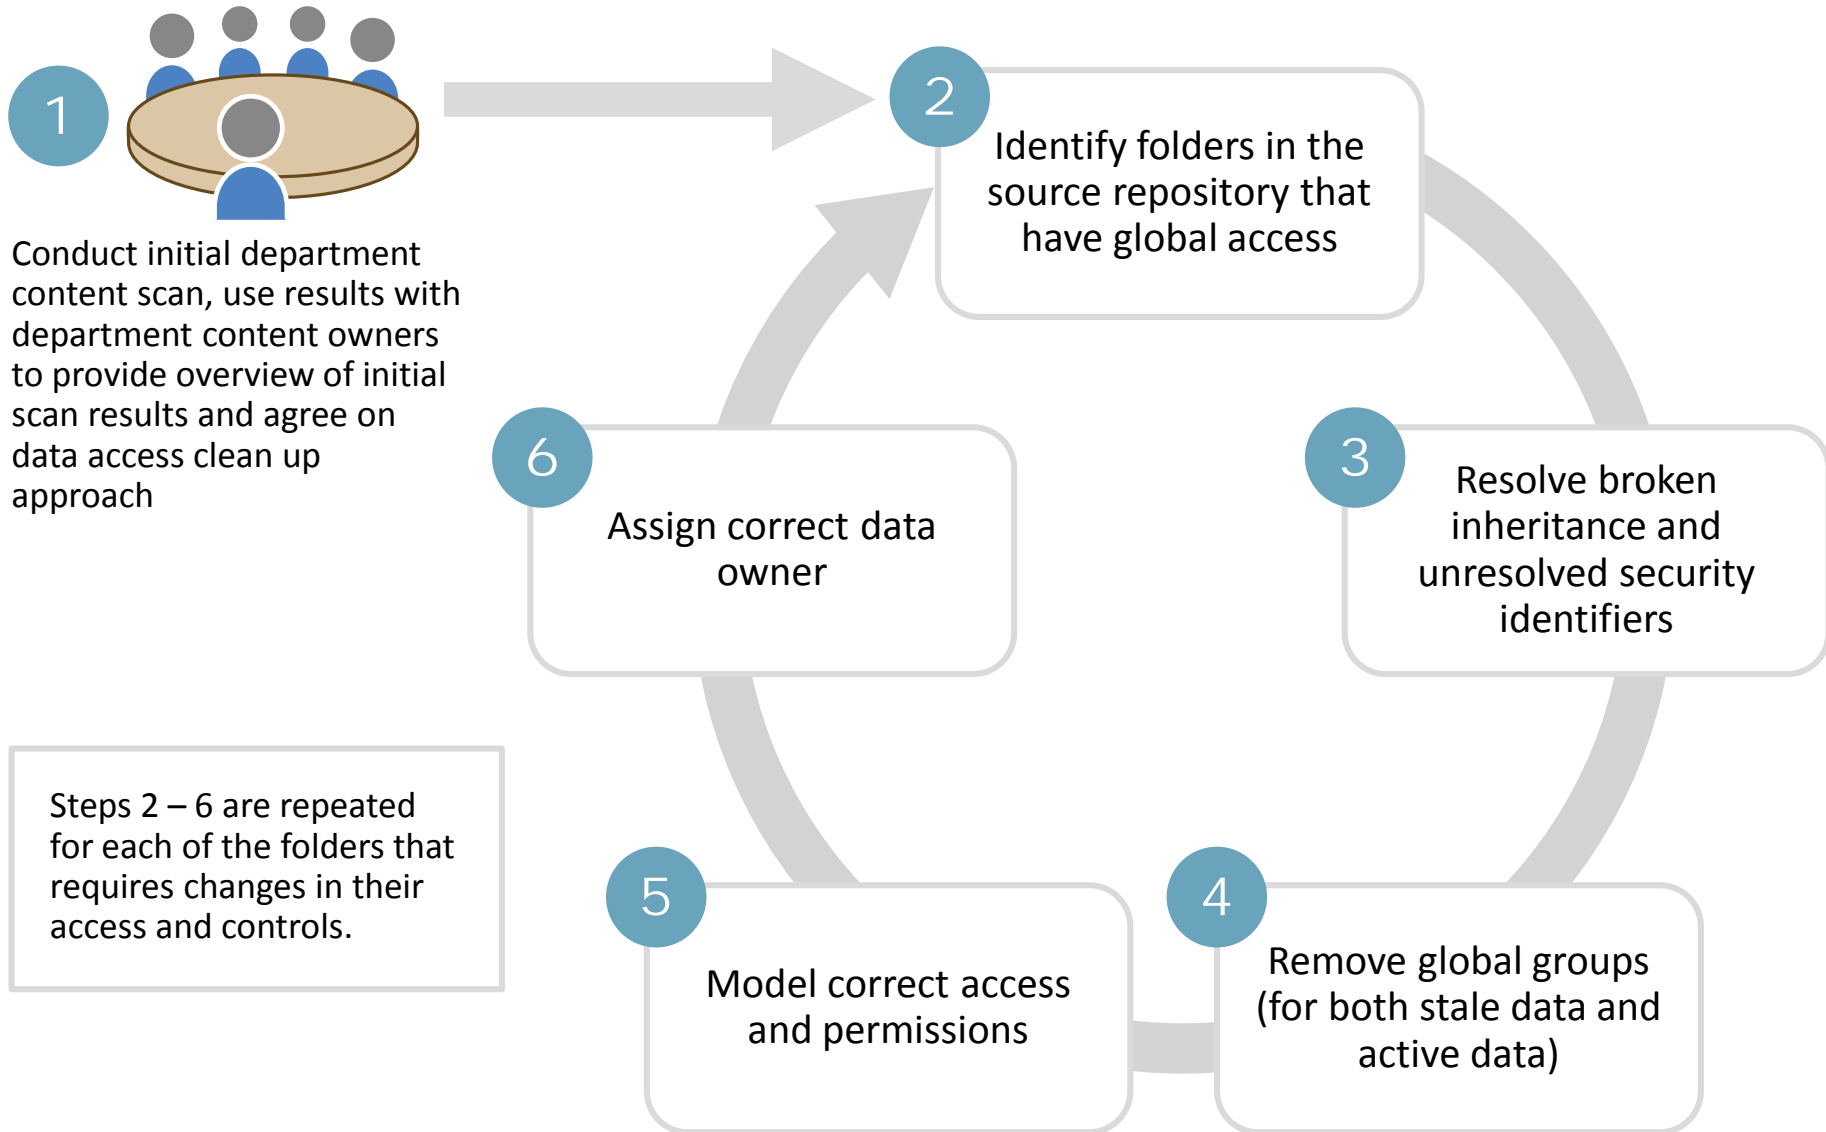 1
Conduct initial department
content scan, use results with
department content owners
to provide overview of initial
scan results and agree on
data access clean up
approach
2
Identify folders in the
source repository that
have global access
3
Resolve broken
inheritance and
unresolved security
identifiers
4
Remove global groups
(for both stale data and
active data)
5
Model correct access
and permissions
6
Assign correct data
owner
Steps 2 – 6 are repeated
for each of the folders that
requires changes in their
access and controls.